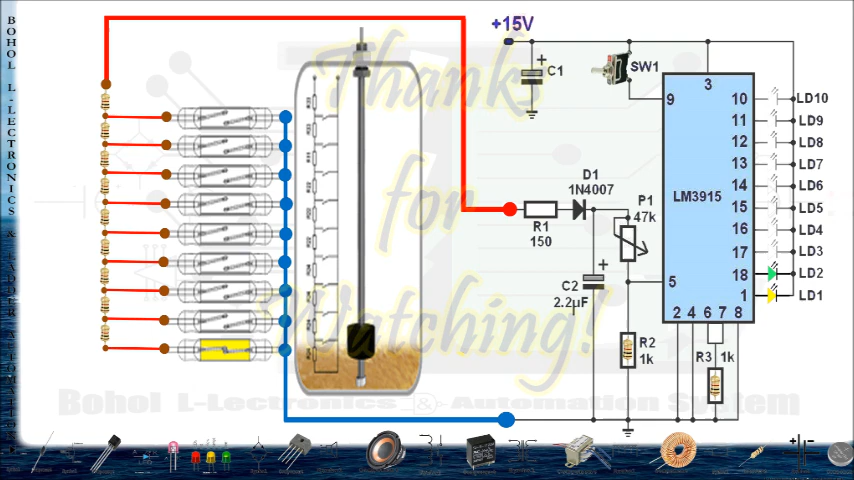 BOHOL L-LECTRONICS & 
Thanks
for
Watching!
+15V
C1
SW1
3
9
10
LD10
11
LD9
12
LD8
13
LD7
14
LD6
15
LD5
16
LD4
17
LD3
18
LD2
1
LD1
LM3915
D1
1N4007
P1
47k
R1
150
C2
2.2µF
5
R2
1k
2 4 6 7 8
R3 1k
Bohol L-Lectronics & Automation System